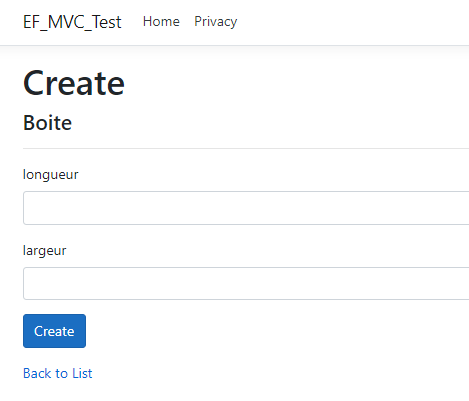 EF_MVC_Test Home Privacy
Create
Boite
longueur
largeur
Create
Back to List